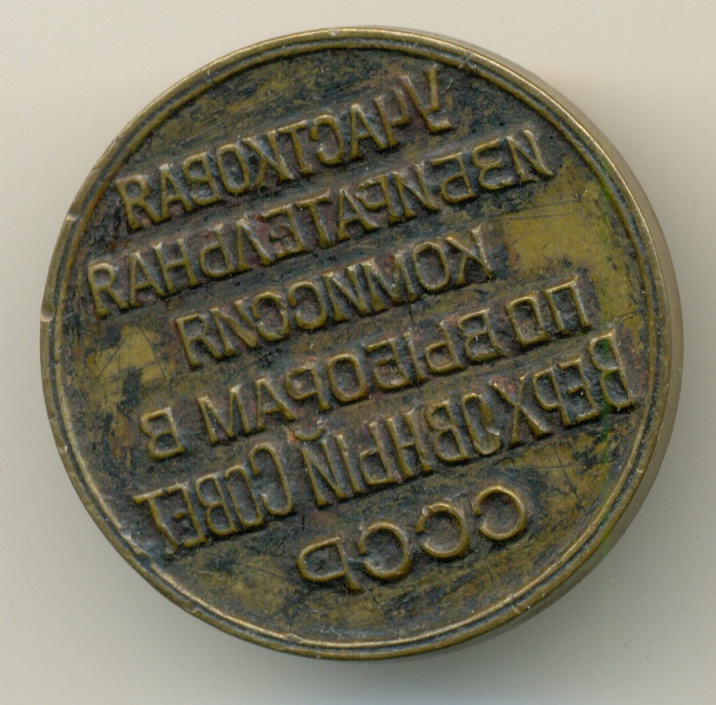 УЧАСТКОВАЯ
ИЗБИРАТЕЛЬНАЯ
КОМИССИЯ
ПО ВЫБОРАМ В
ВЕРХОВНЫЙ СОВЕТ
СССР